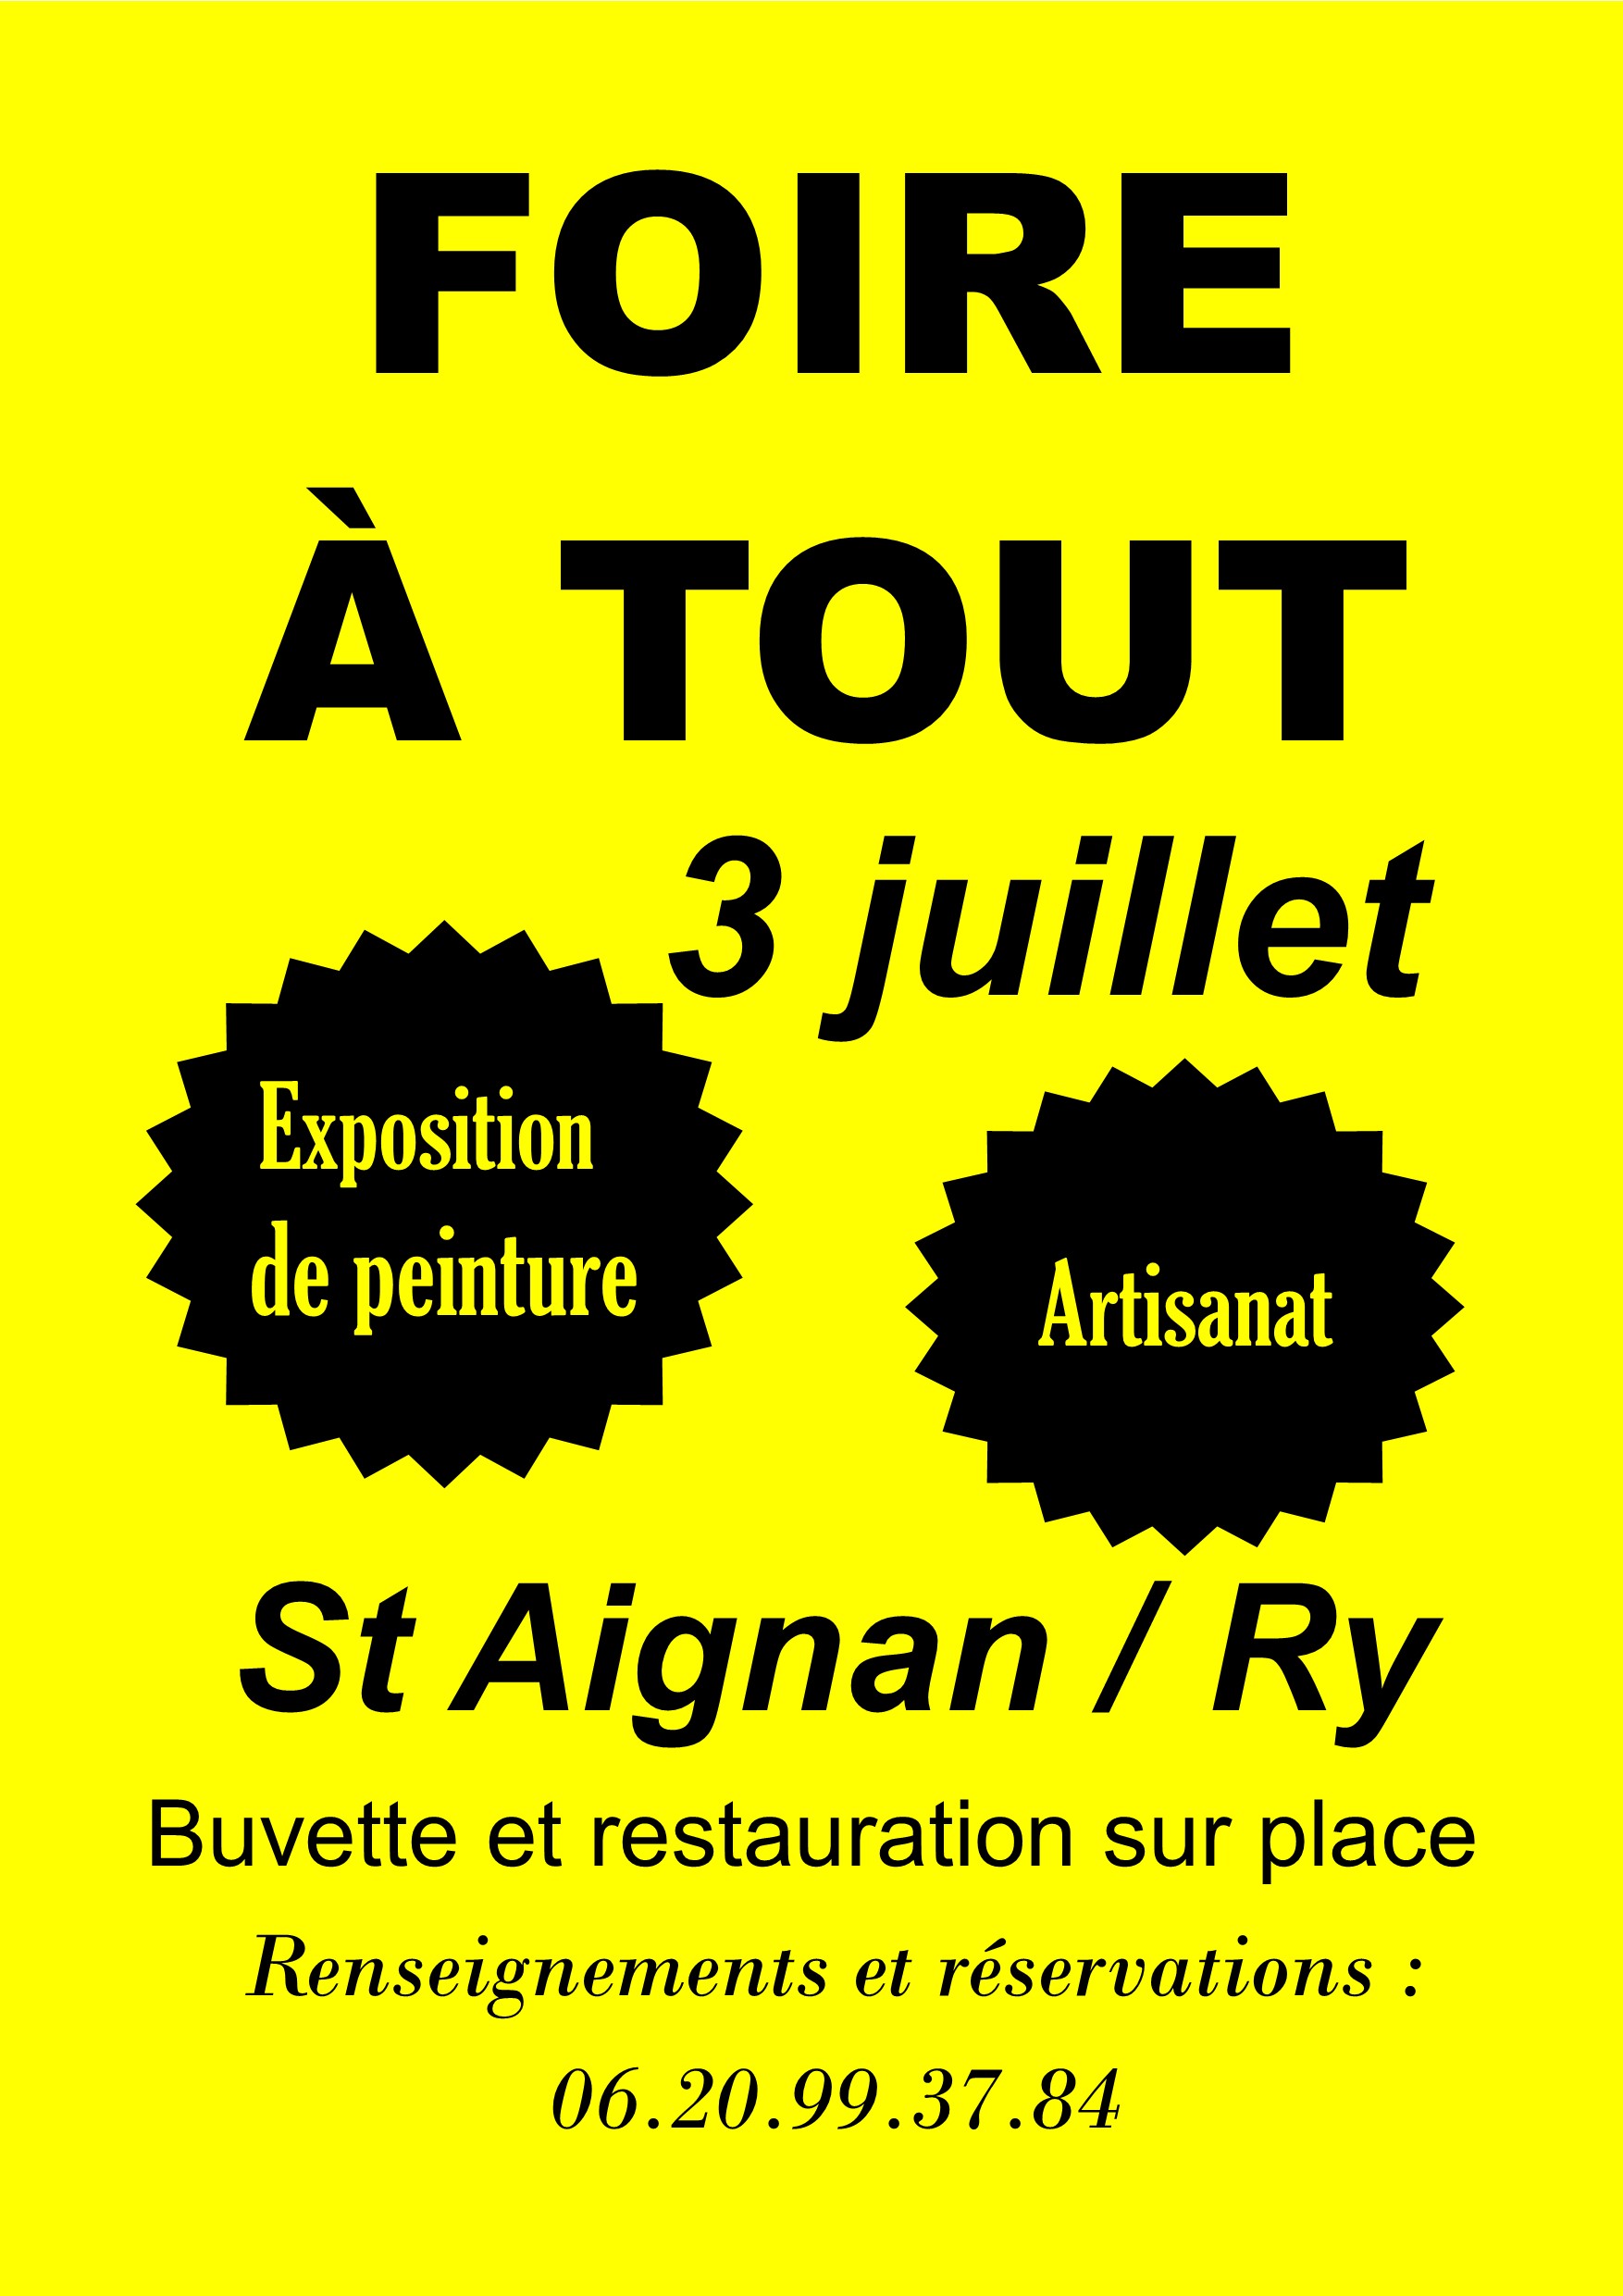 FOIRE
À TOUT
3 juillet
Exposition
de peinture
Artisanat
St Aignan / Ry
Buvette et restauration sur place
Renseignements et réservations :
06.20.99.37.84